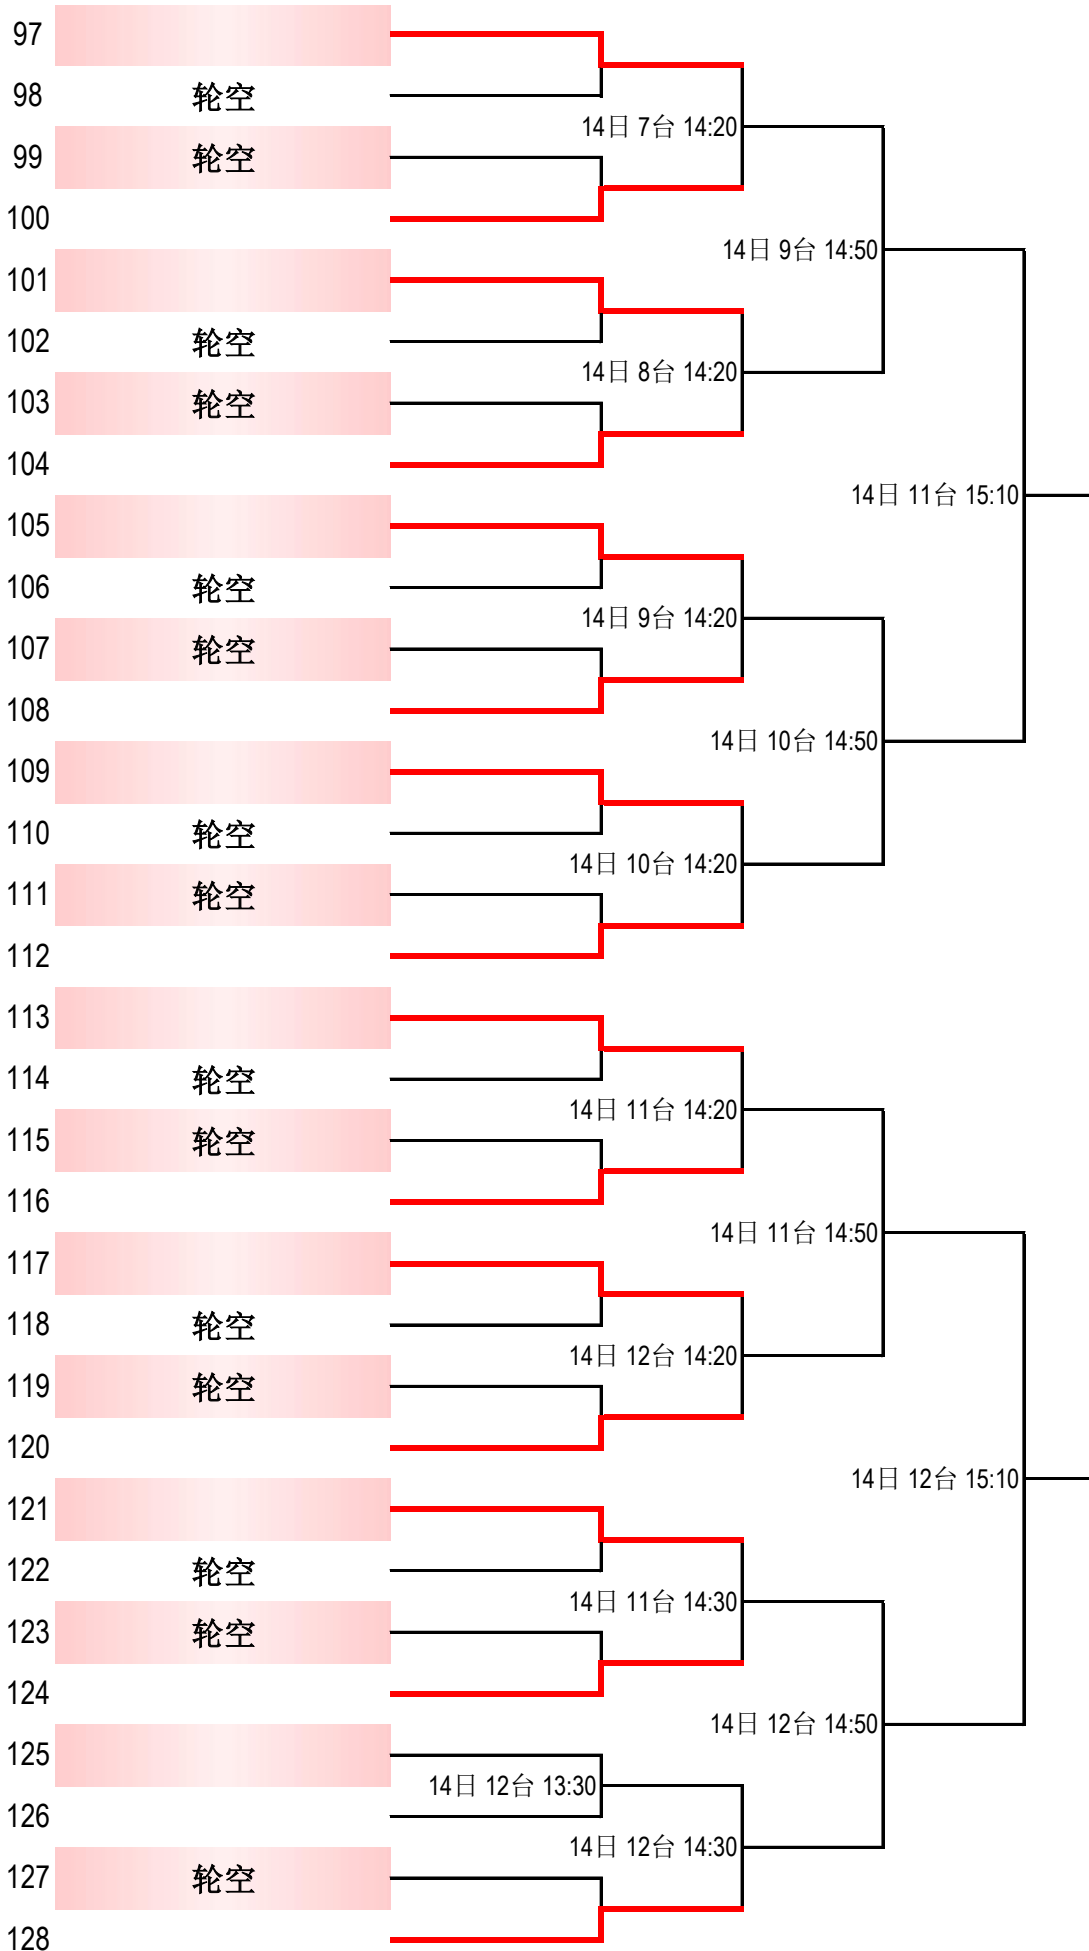 97
98 轮空
14日 7台 14:20
99 轮空
100
14日 9台 14:50
101
102 轮空
14日 8台 14:20
103 轮空
104
14日 11台 15:10
105
106 轮空
14日 9台 14:20
107 轮空
108
14日 10台 14:50
109
110 轮空
14日 10台 14:20
111 轮空
112
113
114 轮空
14日 11台 14:20
115 轮空
116
14日 11台 14:50
117
118 轮空
14日 12台 14:20
119 轮空
120
14日 12台 15:10
121
122 轮空
14日 11台 14:30
123 轮空
124
14日 12台 14:50
125
14日 12台 13:30
126
14日 12台 14:30
127 轮空
128